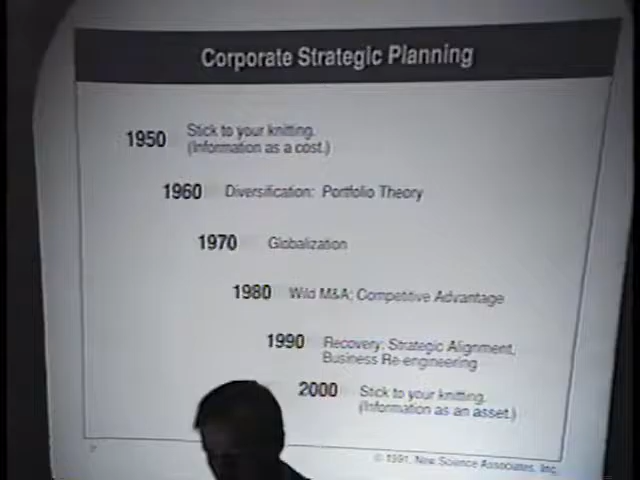 Corporate Strategic Planning
1950 Stick to your knitting.
(Information as a cost.)
1960 Diversification: Portfolio Theory
1970 Globalization
1980 Wild M&A; Competitive Advantage
1990 Recovery: Strategic Alignment,
Business Re-engineering
2000 Stick to your knitting.
(Information as an asset.)
© 1991, New Science Associates, Inc.